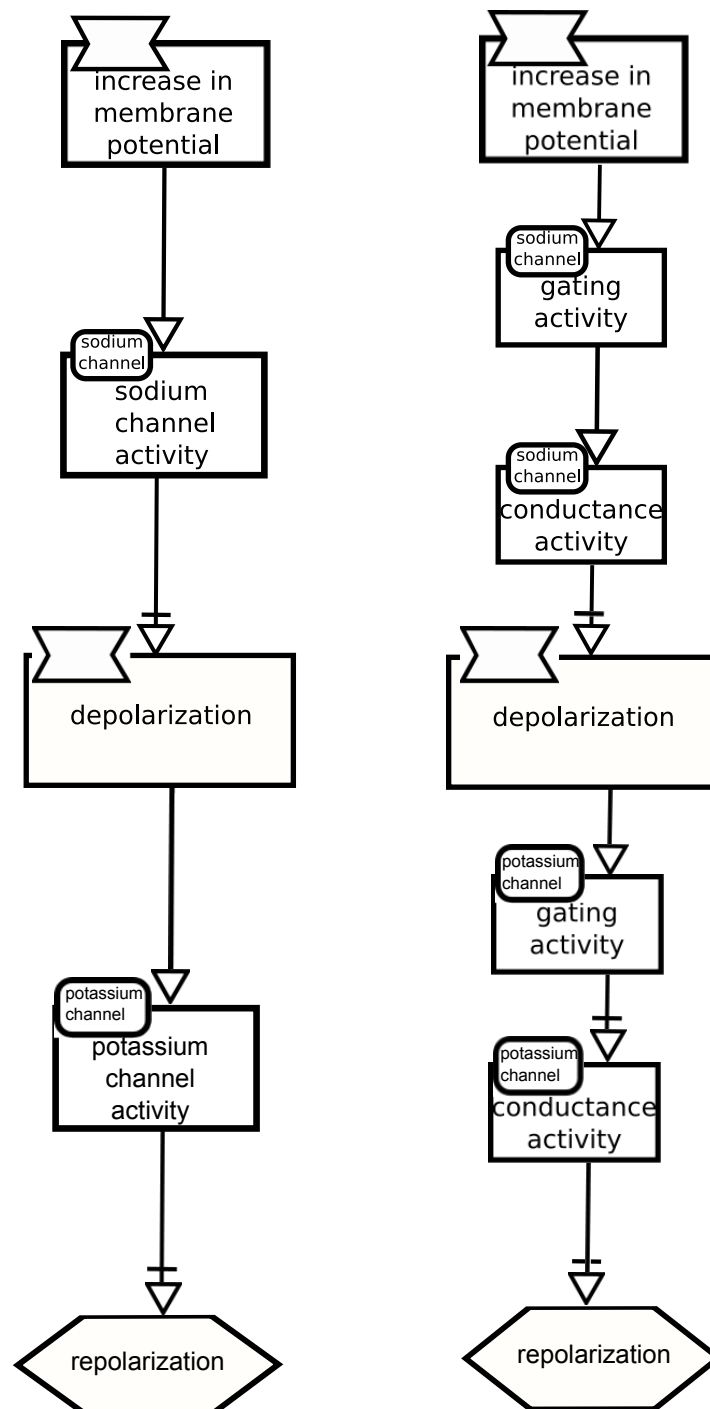 increase in
membrane
potential
sodium
channel
sodium
channel
activity
depolarization
potassium
channel
potassium
channel
activity
repolarization
increase in
membrane
potential
sodium
channel
gating
activity
sodium
channel
conductance
activity
depolarization
potassium
channel
gating
activity
potassium
channel
conductance
activity
repolarization